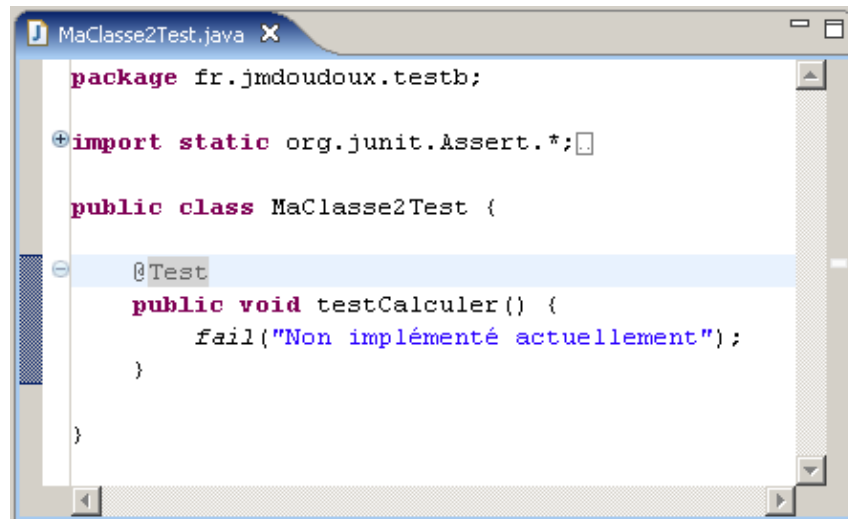 MaClasse2Test.java
package fr.jmdoudoux.testb;
import static org.junit.Assert.*;
public class MaClasse2Test {
@Test
public void testCalculer() {
fail("Non implémenté actuellement");
}
}